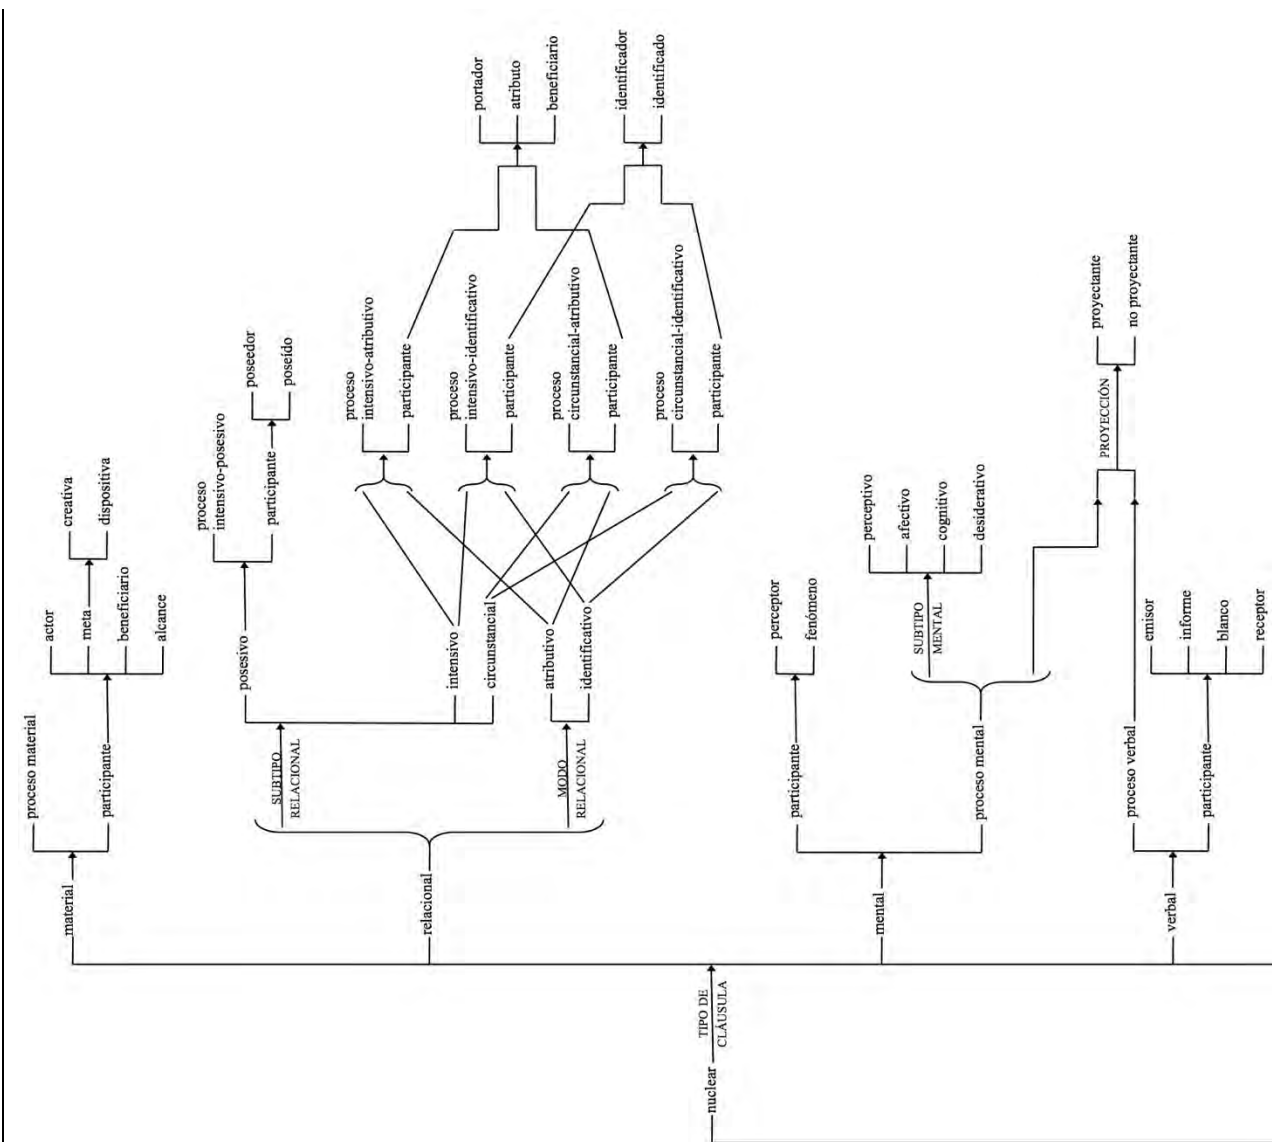 nuclear
TIPO DE
CLÁUSULA
material
proceso material
participante
actor
meta
beneficiario
alcance
creativa
dispositiva
relacional
SUBTIPO
RELACIONAL
posesivo
proceso
intensivo-posesivo
participante
poseedor
poseído
intensivo
circunstancial
MODO
RELACIONAL
atributivo
identificativo
proceso
intensivo-atributivo
participante
proceso
intensivo-identificativo
participante
proceso
circunstancial-atributivo
participante
proceso
circunstancial-identificativo
participante
portador
atributo
beneficiario
identificador
identificado
mental
participante
perceptor
fenómeno
proceso mental
SUBTIPO
MENTAL
perceptivo
afectivo
cognitivo
desiderativo
verbal
proceso verbal
participante
emisor
informe
blanco
receptor
PROYECCIÓN
proyectante
no proyectante